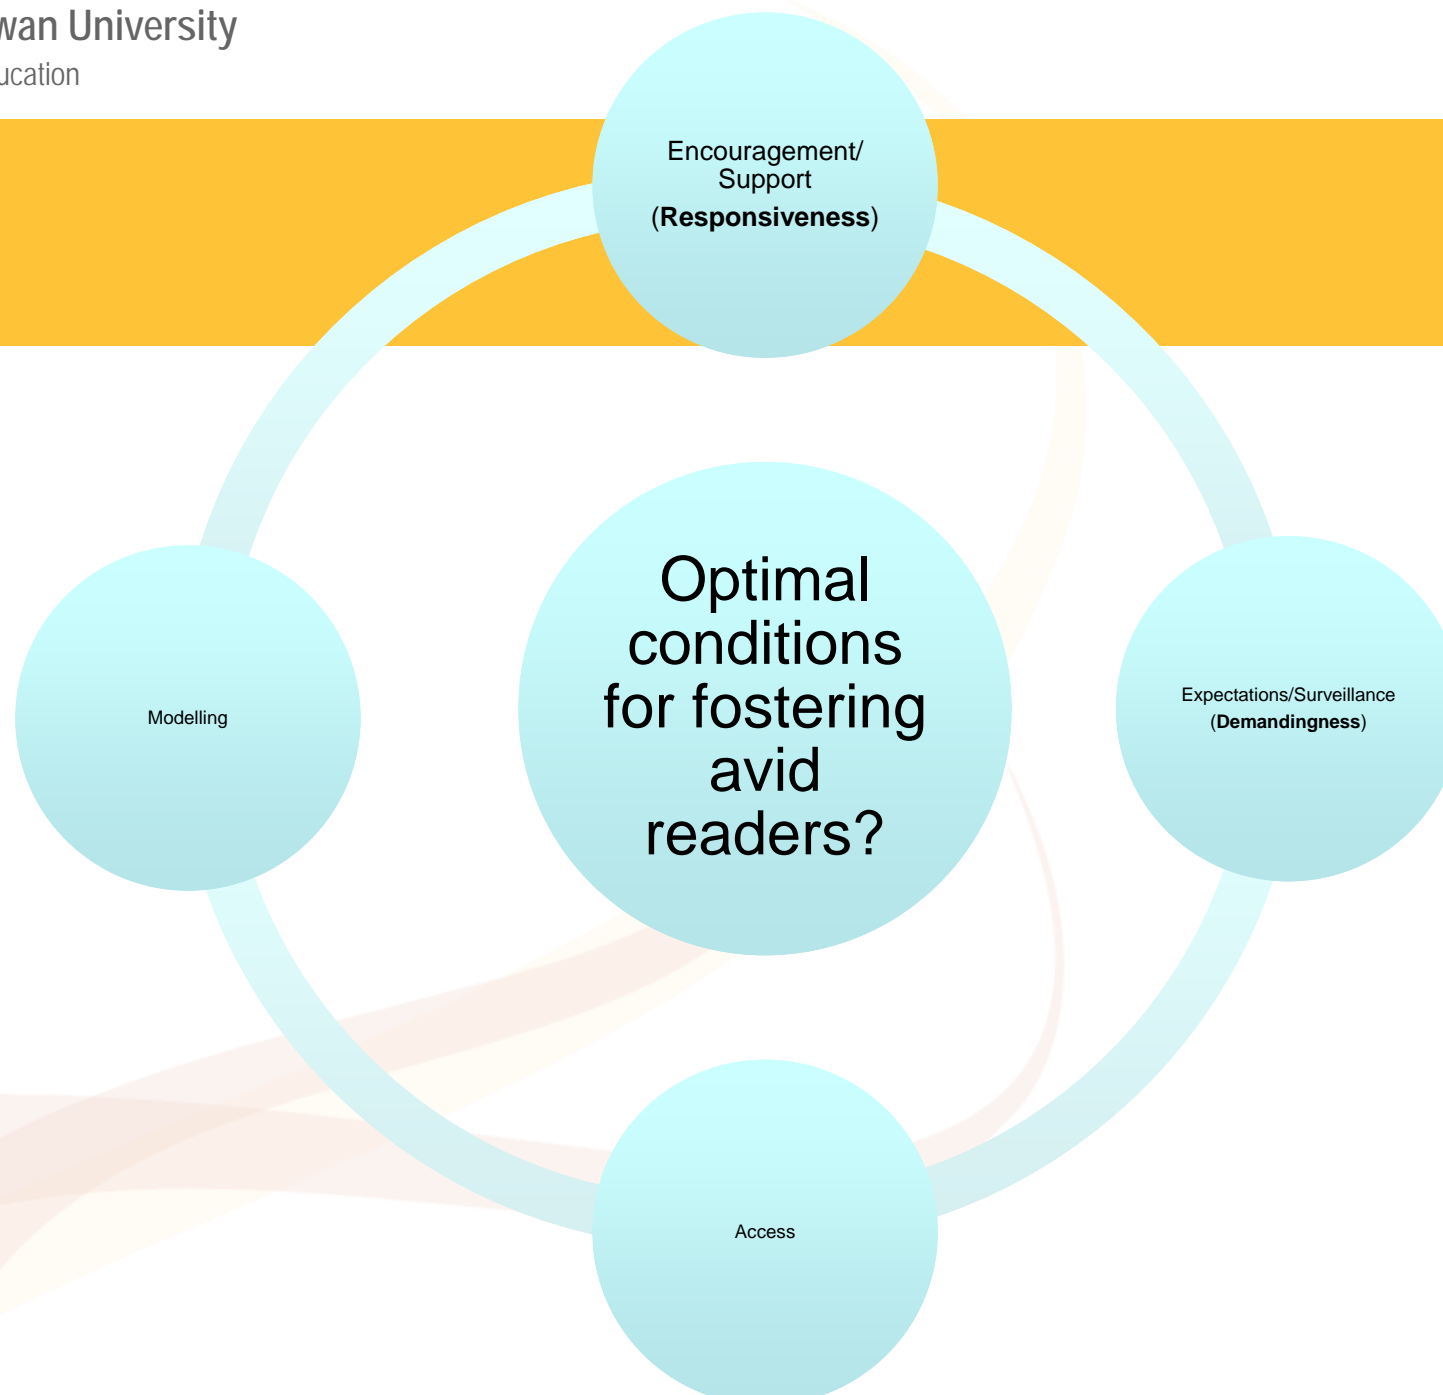 wan University
ucation
Encouragement/
Support
(Responsiveness)
Optimal
conditions
for fostering
avid
readers?
Modelling
Expectations/Surveillance
(Demandingness)
Access